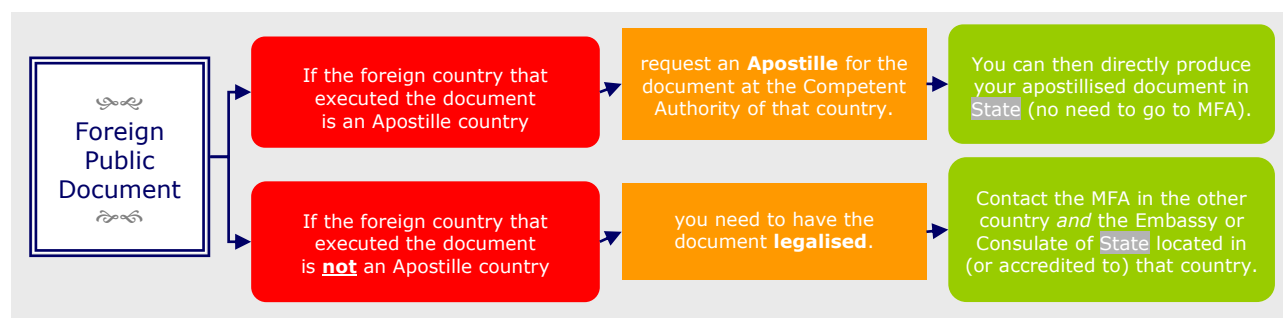 Foreign
Public
Document
If the foreign country that
executed the document
is an Apostille country
request an Apostille for the
document at the Competent
Authority of that country.
You can then directly produce
your apostillised document in
State (no need to go to MFA).
If the foreign country that
executed the document
is not an Apostille country
you need to have the
document legalised.
Contact the MFA in the other
country and the Embassy or
Consulate of State located in
(or accredited to) that country.